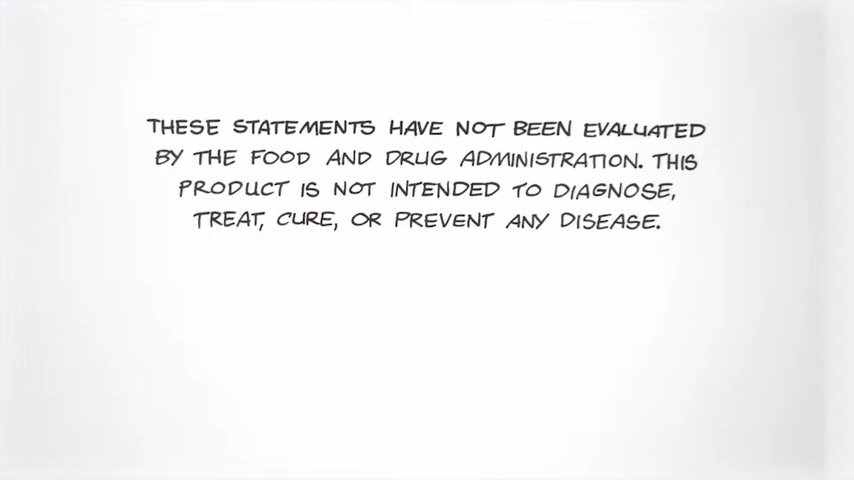 THESE STATEMENTS HAVE NOT BEEN EVALUATED
BY THE FOOD AND DRUG ADMINISTRATION. THIS
PRODUCT IS NOT INTENDED TO DIAGNOSE,
TREAT, CURE, OR PREVENT ANY DISEASE.